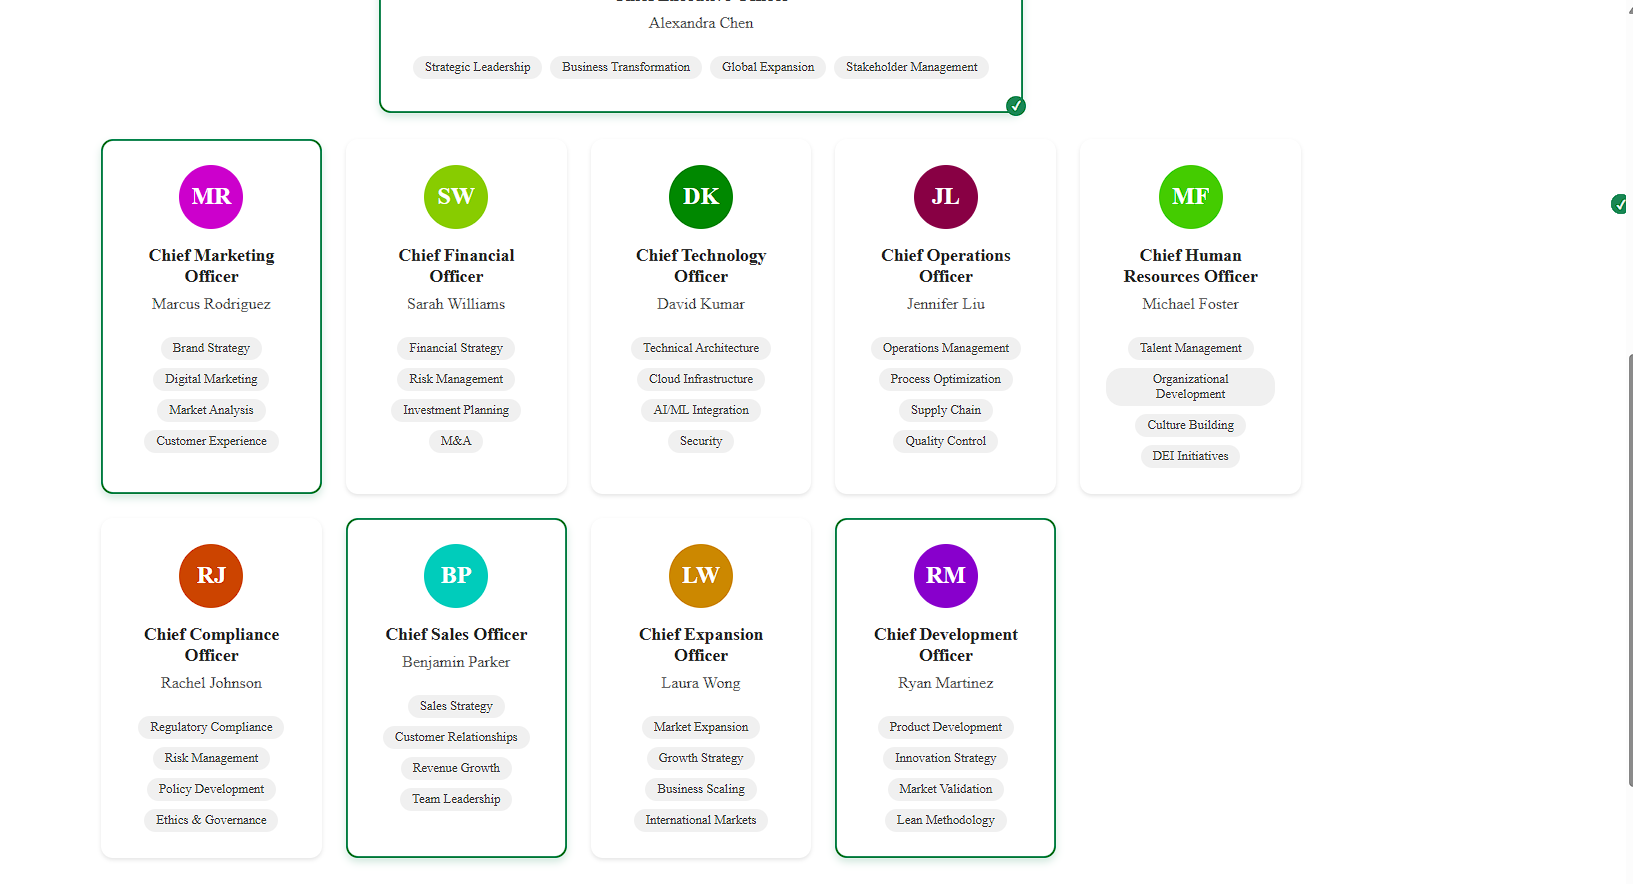 Alexandra Chen
Strategic Leadership
Business Transformation
Global Expansion
Stakeholder Management
MR
Chief Marketing
Officer
Marcus Rodriguez
Brand Strategy
Digital Marketing
Market Analysis
Customer Experience
SW
Chief Financial
Officer
Sarah Williams
Financial Strategy
Risk Management
Investment Planning
M&A
DK
Chief Technology
Officer
David Kumar
Technical Architecture
Cloud Infrastructure
AI/ML Integration
Security
JL
Chief Operations
Officer
Jennifer Liu
Operations Management
Process Optimization
Supply Chain
Quality Control
MF
Chief Human
Resources Officer
Michael Foster
Talent Management
Organizational
Development
Culture Building
DEI Initiatives
RJ
Chief Compliance
Officer
Rachel Johnson
Regulatory Compliance
Risk Management
Policy Development
Ethics & Governance
BP
Chief Sales Officer
Benjamin Parker
Sales Strategy
Customer Relationships
Revenue Growth
Team Leadership
LW
Chief Expansion
Officer
Laura Wong
Market Expansion
Growth Strategy
Business Scaling
International Markets
RM
Chief Development
Officer
Ryan Martinez
Product Development
Innovation Strategy
Market Validation
Lean Methodology